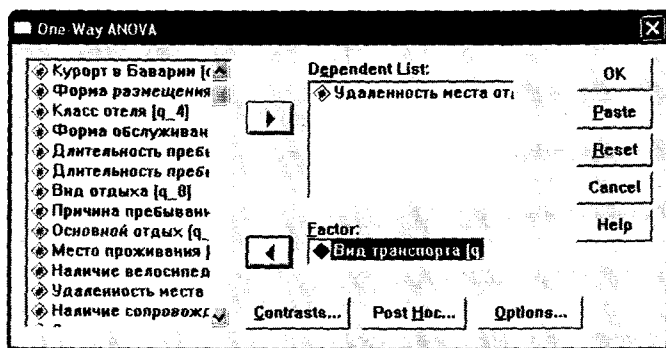 One-Way ANOVA
Курорт в Баварии [c
Форма размещения
Класс отеля [q_4]
Форма обслуживан
Длительность пребы
Длительность пребы
Вид отдыха [q_8]
Причина пребывани
Основной отдых [q_
Место проживания [
Наличие велосипед
Удаленность места
Наличие сопровожд
Dependent List:
Удаленность места отд
Factor:
Вид транспорта [q
OK
Paste
Reset
Cancel
Help
Contrasts...
Post Hoc...
Options...